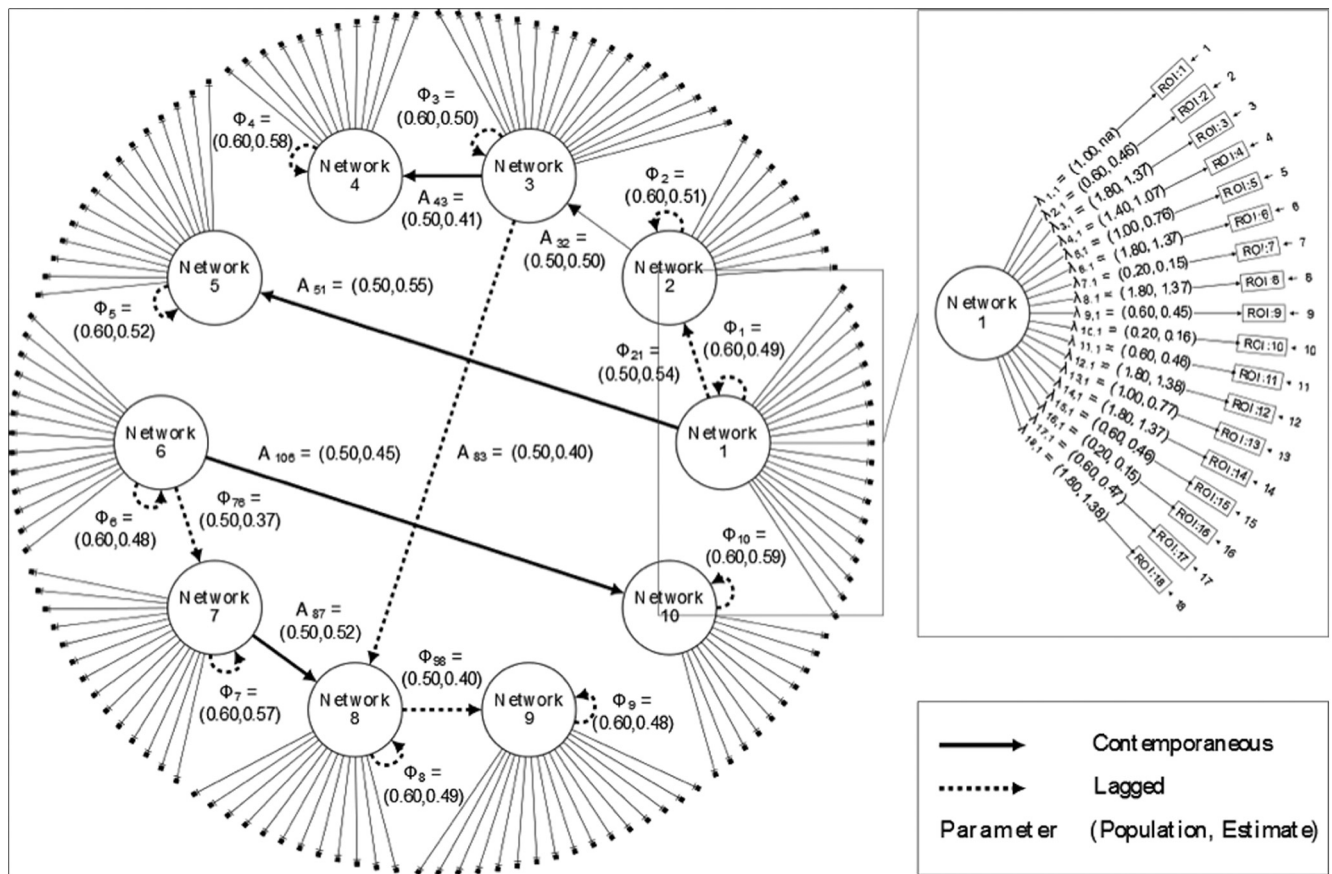 Φ₃ =
(0.60,0.50)
Φ₄ =
(0.60,0.58)
Network
4
Network
3
A ₄₃ =
(0.50,0.41)
Φ₂ =
(0.60,0.51)
A ₃₂ =
(0.50,0.50)
Network
2
Network
5
A ₅₁ = (0.50,0.55)
Φ₅ =
(0.60,0.52)
Φ₁ =
(0.60,0.49)
Φ₂₁ =
(0.50,0.54)
Network
6
A ₁₀₆ = (0.50,0.45)
A ₈₃ = (0.50,0.40)
Network
1
Φ₆ =
(0.60,0.48)
Φ₇₆ =
(0.50,0.37)
Φ₁₀ =
(0.60,0.59)
Network
7
A ₈₇ =
(0.50,0.52)
Network
10
Φ₇ =
(0.60,0.57)
Φ₉₈ =
(0.50,0.40)
Network
8
Network
9
Φ₉ =
(0.60,0.48)
Φ₈ =
(0.60,0.49)
Network
1
λ₁,₁ = (1.00, na) ROI:1 1
λ₂,₁ = (0.60, 0.46) ROI:2 2
λ₃,₁ = (1.80, 1.37) ROI:3 3
λ₄,₁ = (1.40, 1.07) ROI:4 4
λ₅,₁ = (1.00, 0.76) ROI:5 5
λ₆,₁ = (1.80, 1.37) ROI:6 6
λ₇,₁ = (0.20, 0.15) ROI:7 7
λ₈,₁ = (1.80, 1.37) ROI:8 8
λ₉,₁ = (0.60, 0.45) ROI:9 9
λ₁₀,₁ = (0.20, 0.16) ROI:10 10
λ₁₁,₁ = (0.60, 0.46) ROI:11 11
λ₁₂,₁ = (1.80, 1.38) ROI:12 12
λ₁₃,₁ = (1.00, 0.77) ROI:13 13
λ₁₄,₁ = (1.80, 1.37) ROI:14 14
λ₁₅,₁ = (0.60, 0.46) ROI:15 15
λ₁₆,₁ = (0.20, 0.15) ROI:16 16
λ₁₇,₁ = (0.60, 0.47) ROI:17 17
λ₁₈,₁ = (1.80, 1.38) ROI:18 18
Contemporaneous
Lagged
Parameter (Population, Estimate)